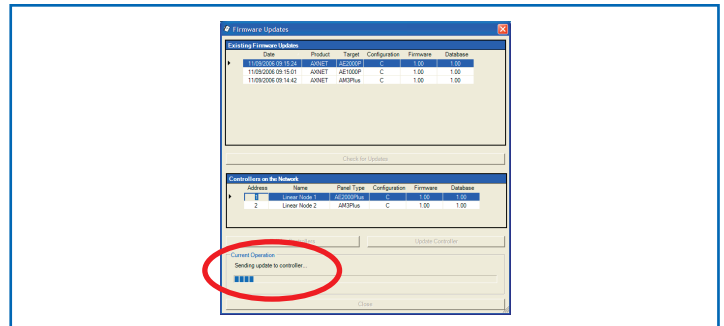 Firmware Updates
Existing Firmware Updates
Date Product Target Configuration Firmware Database
11/09/2006 09:15:24 AXNET AE2000P C 1.00 1.00
11/09/2006 09:15:01 AXNET AE1000P C 1.00 1.00
11/09/2006 09:14:42 AXNET AM3Plus C 1.00 1.00
Check for Updates
Controllers on the Network
Address Name Panel Type Configuration Firmware Database
Linear Node 1 AE2000Plus C 1.00 1.00
2 Linear Node 2 AM3Plus C 1.00 1.00
Update Controller
Current Operation
Sending update to controller...
Close